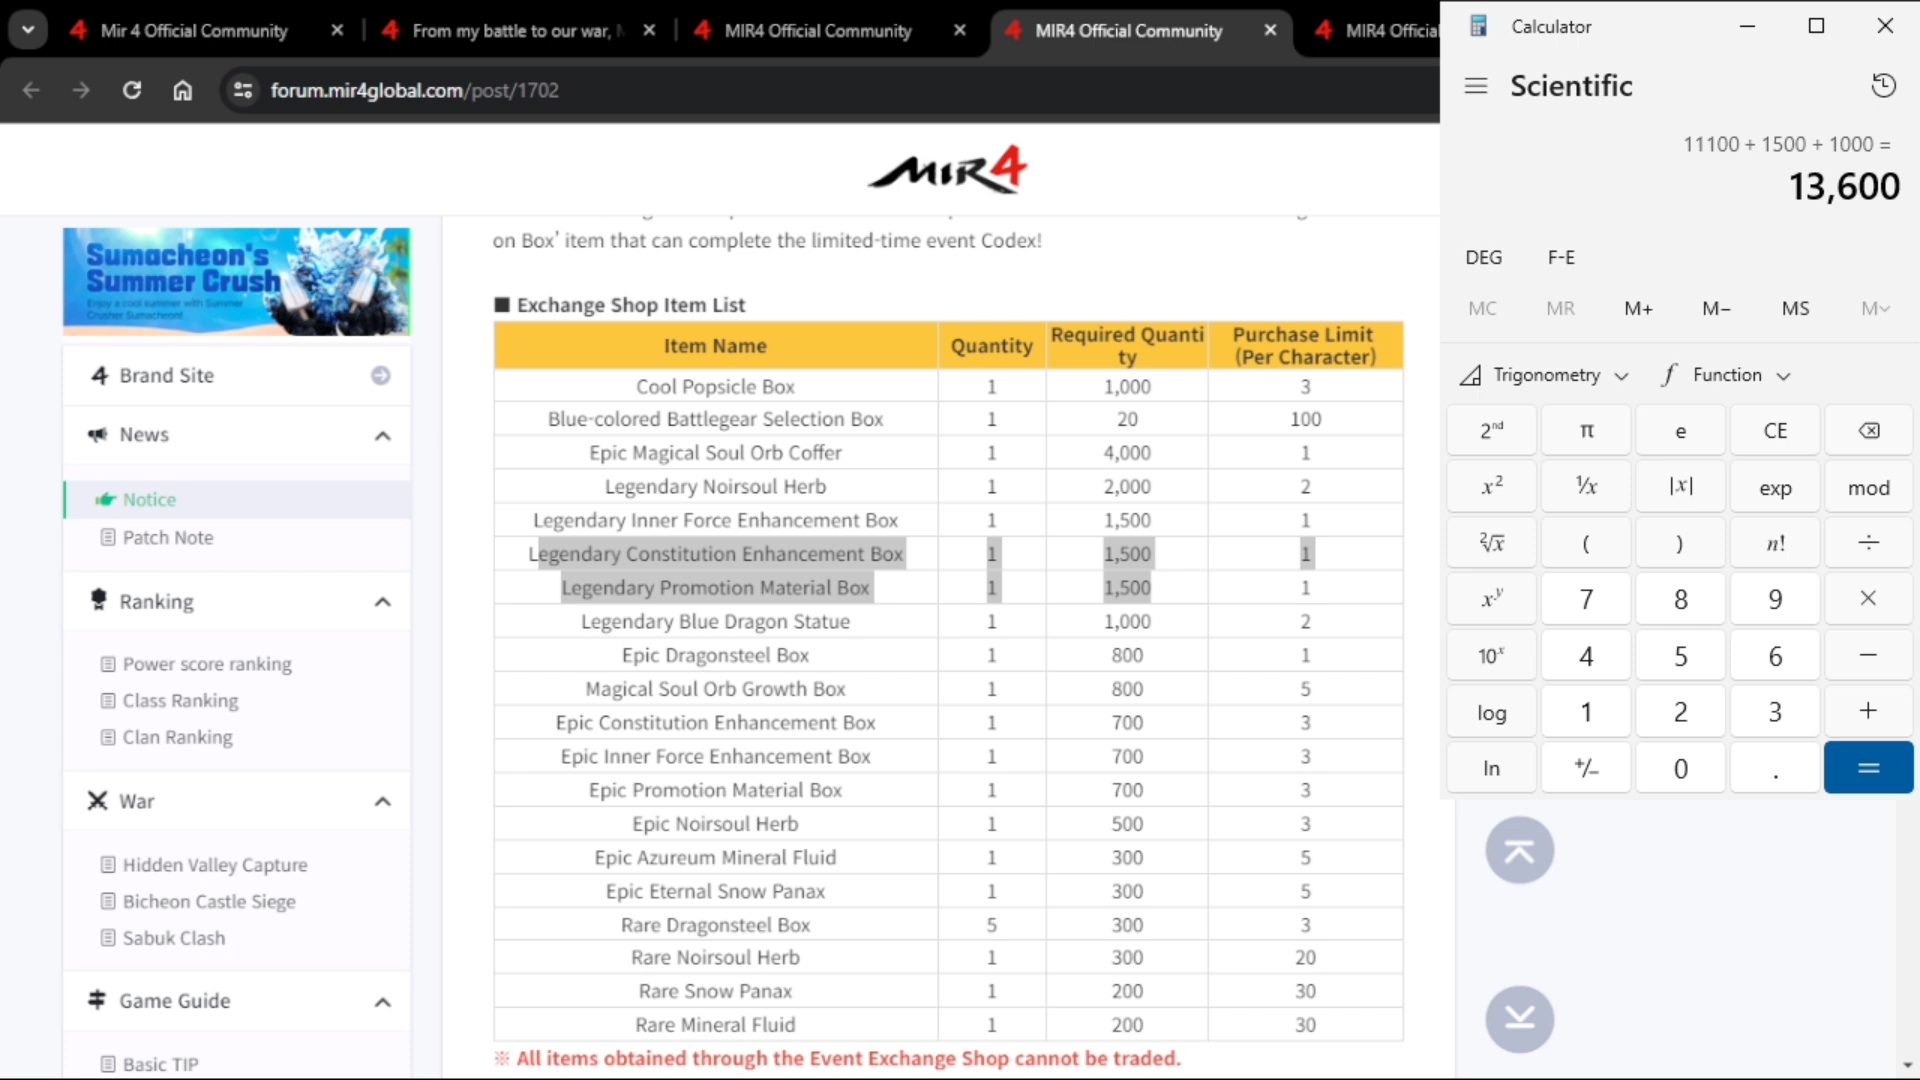 Mir 4 Official Community
From my battle to our war,
MIR4 Official Community
MIR4 Official Community
MIR4 Official
forum.mir4global.com/post/1702
MIR4
Sumacheon's
Summer Crush
Enjoy a cool summer with Summer
Crusher Sumacheon!
Brand Site
News
Notice
Patch Note
Ranking
Power score ranking
Class Ranking
Clan Ranking
War
Hidden Valley Capture
Bicheon Castle Siege
Sabuk Clash
Game Guide
Basic TIP
on Box' item that can complete the limited-time event Codex!
■ Exchange Shop Item List
Item Name Quantity Required Quanti
ty Purchase Limit
(Per Character)
Cool Popsicle Box 1 1,000 3
Blue-colored Battlegear Selection Box 1 20 100
Epic Magical Soul Orb Coffer 1 4,000 1
Legendary Noirsoul Herb 1 2,000 2
Legendary Inner Force Enhancement Box 1 1,500 1
Legendary Constitution Enhancement Box 1 1,500 1
Legendary Promotion Material Box 1 1,500 1
Legendary Blue Dragon Statue 1 1,000 2
Epic Dragonsteel Box 1 800 1
Magical Soul Orb Growth Box 1 800 5
Epic Constitution Enhancement Box 1 700 3
Epic Inner Force Enhancement Box 1 700 3
Epic Promotion Material Box 1 700 3
Epic Noirsoul Herb 1 500 3
Epic Azureum Mineral Fluid 1 300 5
Epic Eternal Snow Panax 1 300 5
Rare Dragonsteel Box 5 300 3
Rare Noirsoul Herb 1 300 20
Rare Snow Panax 1 200 30
Rare Mineral Fluid 1 200 30
※ All items obtained through the Event Exchange Shop cannot be traded.
Calculator
Scientific
11100 + 1500 + 1000 =
13,600
DEG F-E
MC MR M+ M− MS M˅
Trigonometry f Function
2nd π e CE
x² ¹/x |x| exp mod
²√x ( ) n! ÷
xʸ 7 8 9 ×
10ˣ 4 5 6 −
log 1 2 3 +
ln +/− 0 . =